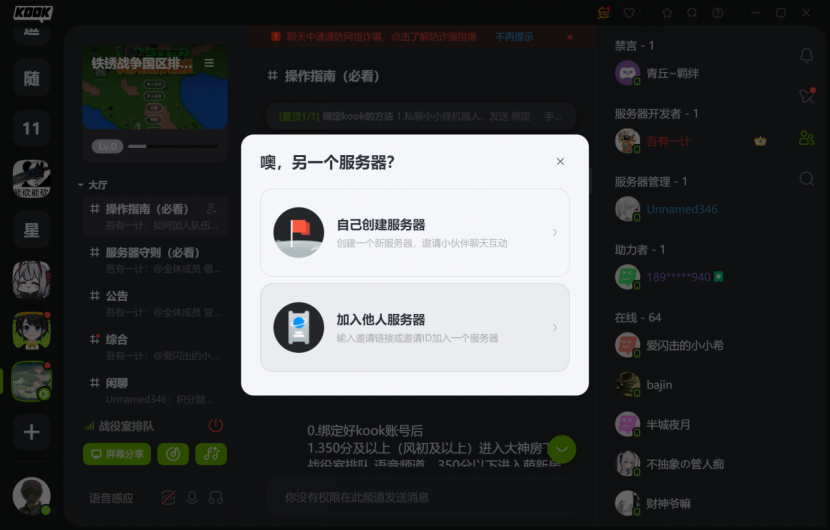 KOOK
随
11
星
铁锈战争国区排...
Lv.0
大厅
操作指南（必看）
吾有一计：如何加入队伍...
服务器守则（必看）
吾有一计：@全体成员 倡...
公告
吾有一计：@全体成员 官...
综合
吾有一计：@爱闪击的小...
闲聊
Unnamed346：积分制...
战役室排队
屏幕分享
语音感应
聊天中请谨防网络诈骗，点击了解防诈骗指南
不再提示
操作指南（必看）
[置顶1/1] 绑定kook的方法 1.私聊小小怪机器人，发送 绑定 手...
噢，另一个服务器？
自己创建服务器
创建一个新服务器，邀请小伙伴聊天互动
加入他人服务器
输入邀请链接或邀请ID加入一个服务器
0.绑定好kook账号后
1.350分及以上（风初及以上）进入大神房
战役室排队 语音频道，350分以下进入萌新房
你没有权限在此频道发送消息
禁言 - 1
青丘~羁绊
服务器开发者 - 1
吾有一计
服务器管理 - 1
Unnamed346
助力者 - 1
189*****940
在线 - 64
爱闪击的小小希
bajin
半城夜月
不抽象の管人痴
财神爷嘛